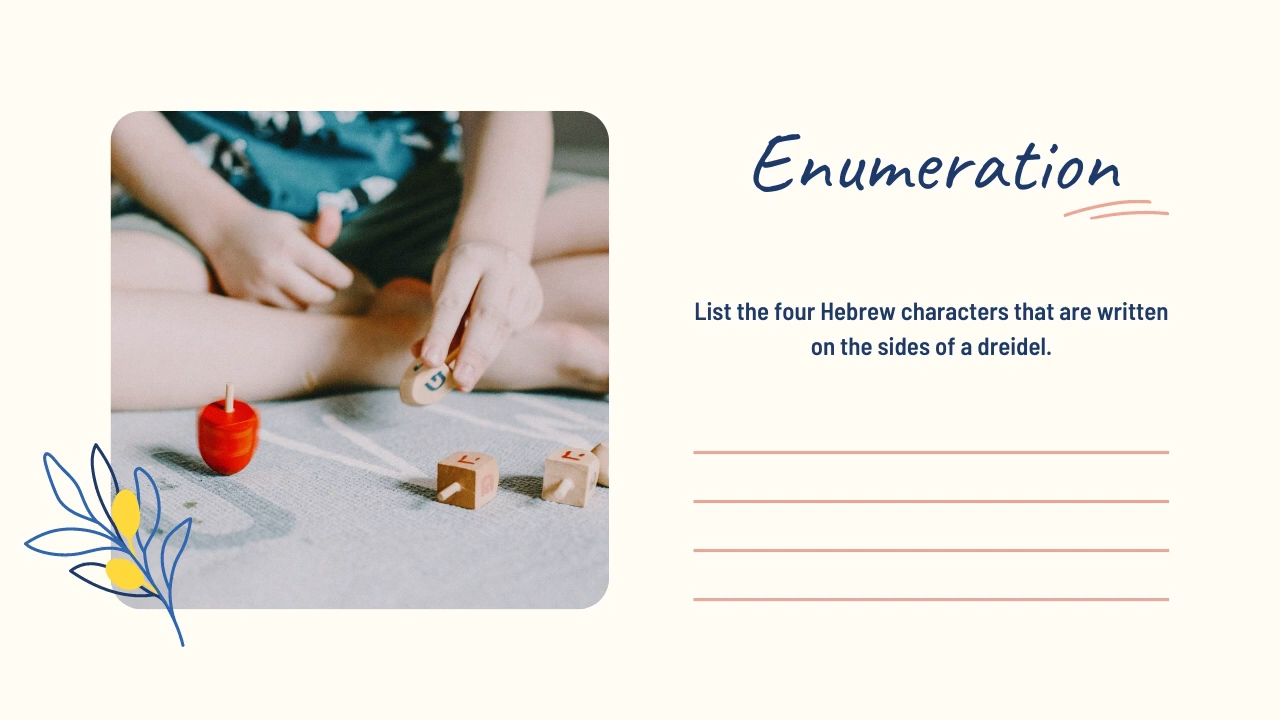 Enumeration
List the four Hebrew characters that are written
on the sides of a dreidel.